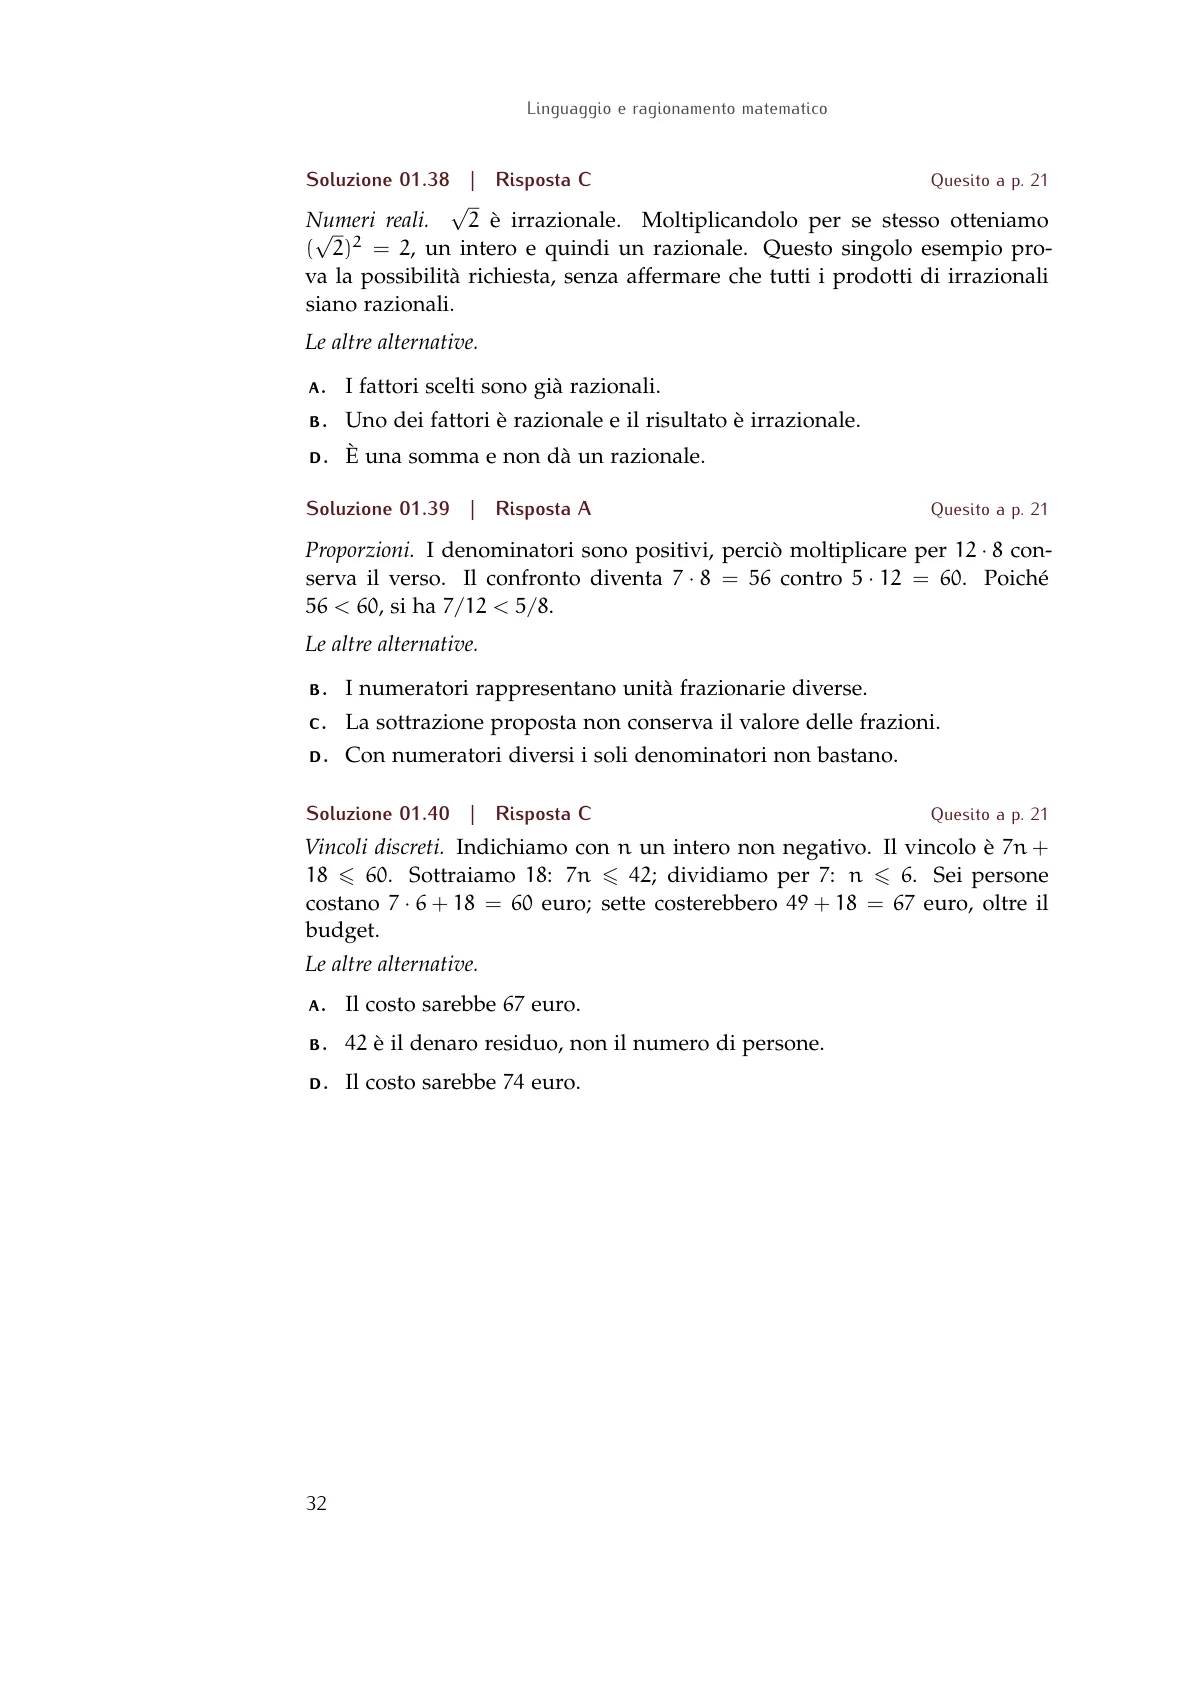 Linguaggio e ragionamento matematico
Soluzione 01.38 | Risposta C Quesito a p. 21
Numeri reali. √2 è irrazionale. Moltiplicandolo per se stesso otteniamo
(√2)² = 2, un intero e quindi un razionale. Questo singolo esempio pro-
va la possibilità richiesta, senza affermare che tutti i prodotti di irrazionali
siano razionali.
Le altre alternative.
A. I fattori scelti sono già razionali.
B. Uno dei fattori è razionale e il risultato è irrazionale.
D. È una somma e non dà un razionale.
Soluzione 01.39 | Risposta A Quesito a p. 21
Proporzioni. I denominatori sono positivi, perciò moltiplicare per 12 · 8 con-
serva il verso. Il confronto diventa 7 · 8 = 56 contro 5 · 12 = 60. Poiché
56 < 60, si ha 7/12 < 5/8.
Le altre alternative.
B. I numeratori rappresentano unità frazionarie diverse.
C. La sottrazione proposta non conserva il valore delle frazioni.
D. Con numeratori diversi i soli denominatori non bastano.
Soluzione 01.40 | Risposta C Quesito a p. 21
Vincoli discreti. Indichiamo con n un intero non negativo. Il vincolo è 7n +
18 ⩽ 60. Sottraiamo 18: 7n ⩽ 42; dividiamo per 7: n ⩽ 6. Sei persone
costano 7 · 6 + 18 = 60 euro; sette costerebbero 49 + 18 = 67 euro, oltre il
budget.
Le altre alternative.
A. Il costo sarebbe 67 euro.
B. 42 è il denaro residuo, non il numero di persone.
D. Il costo sarebbe 74 euro.
32